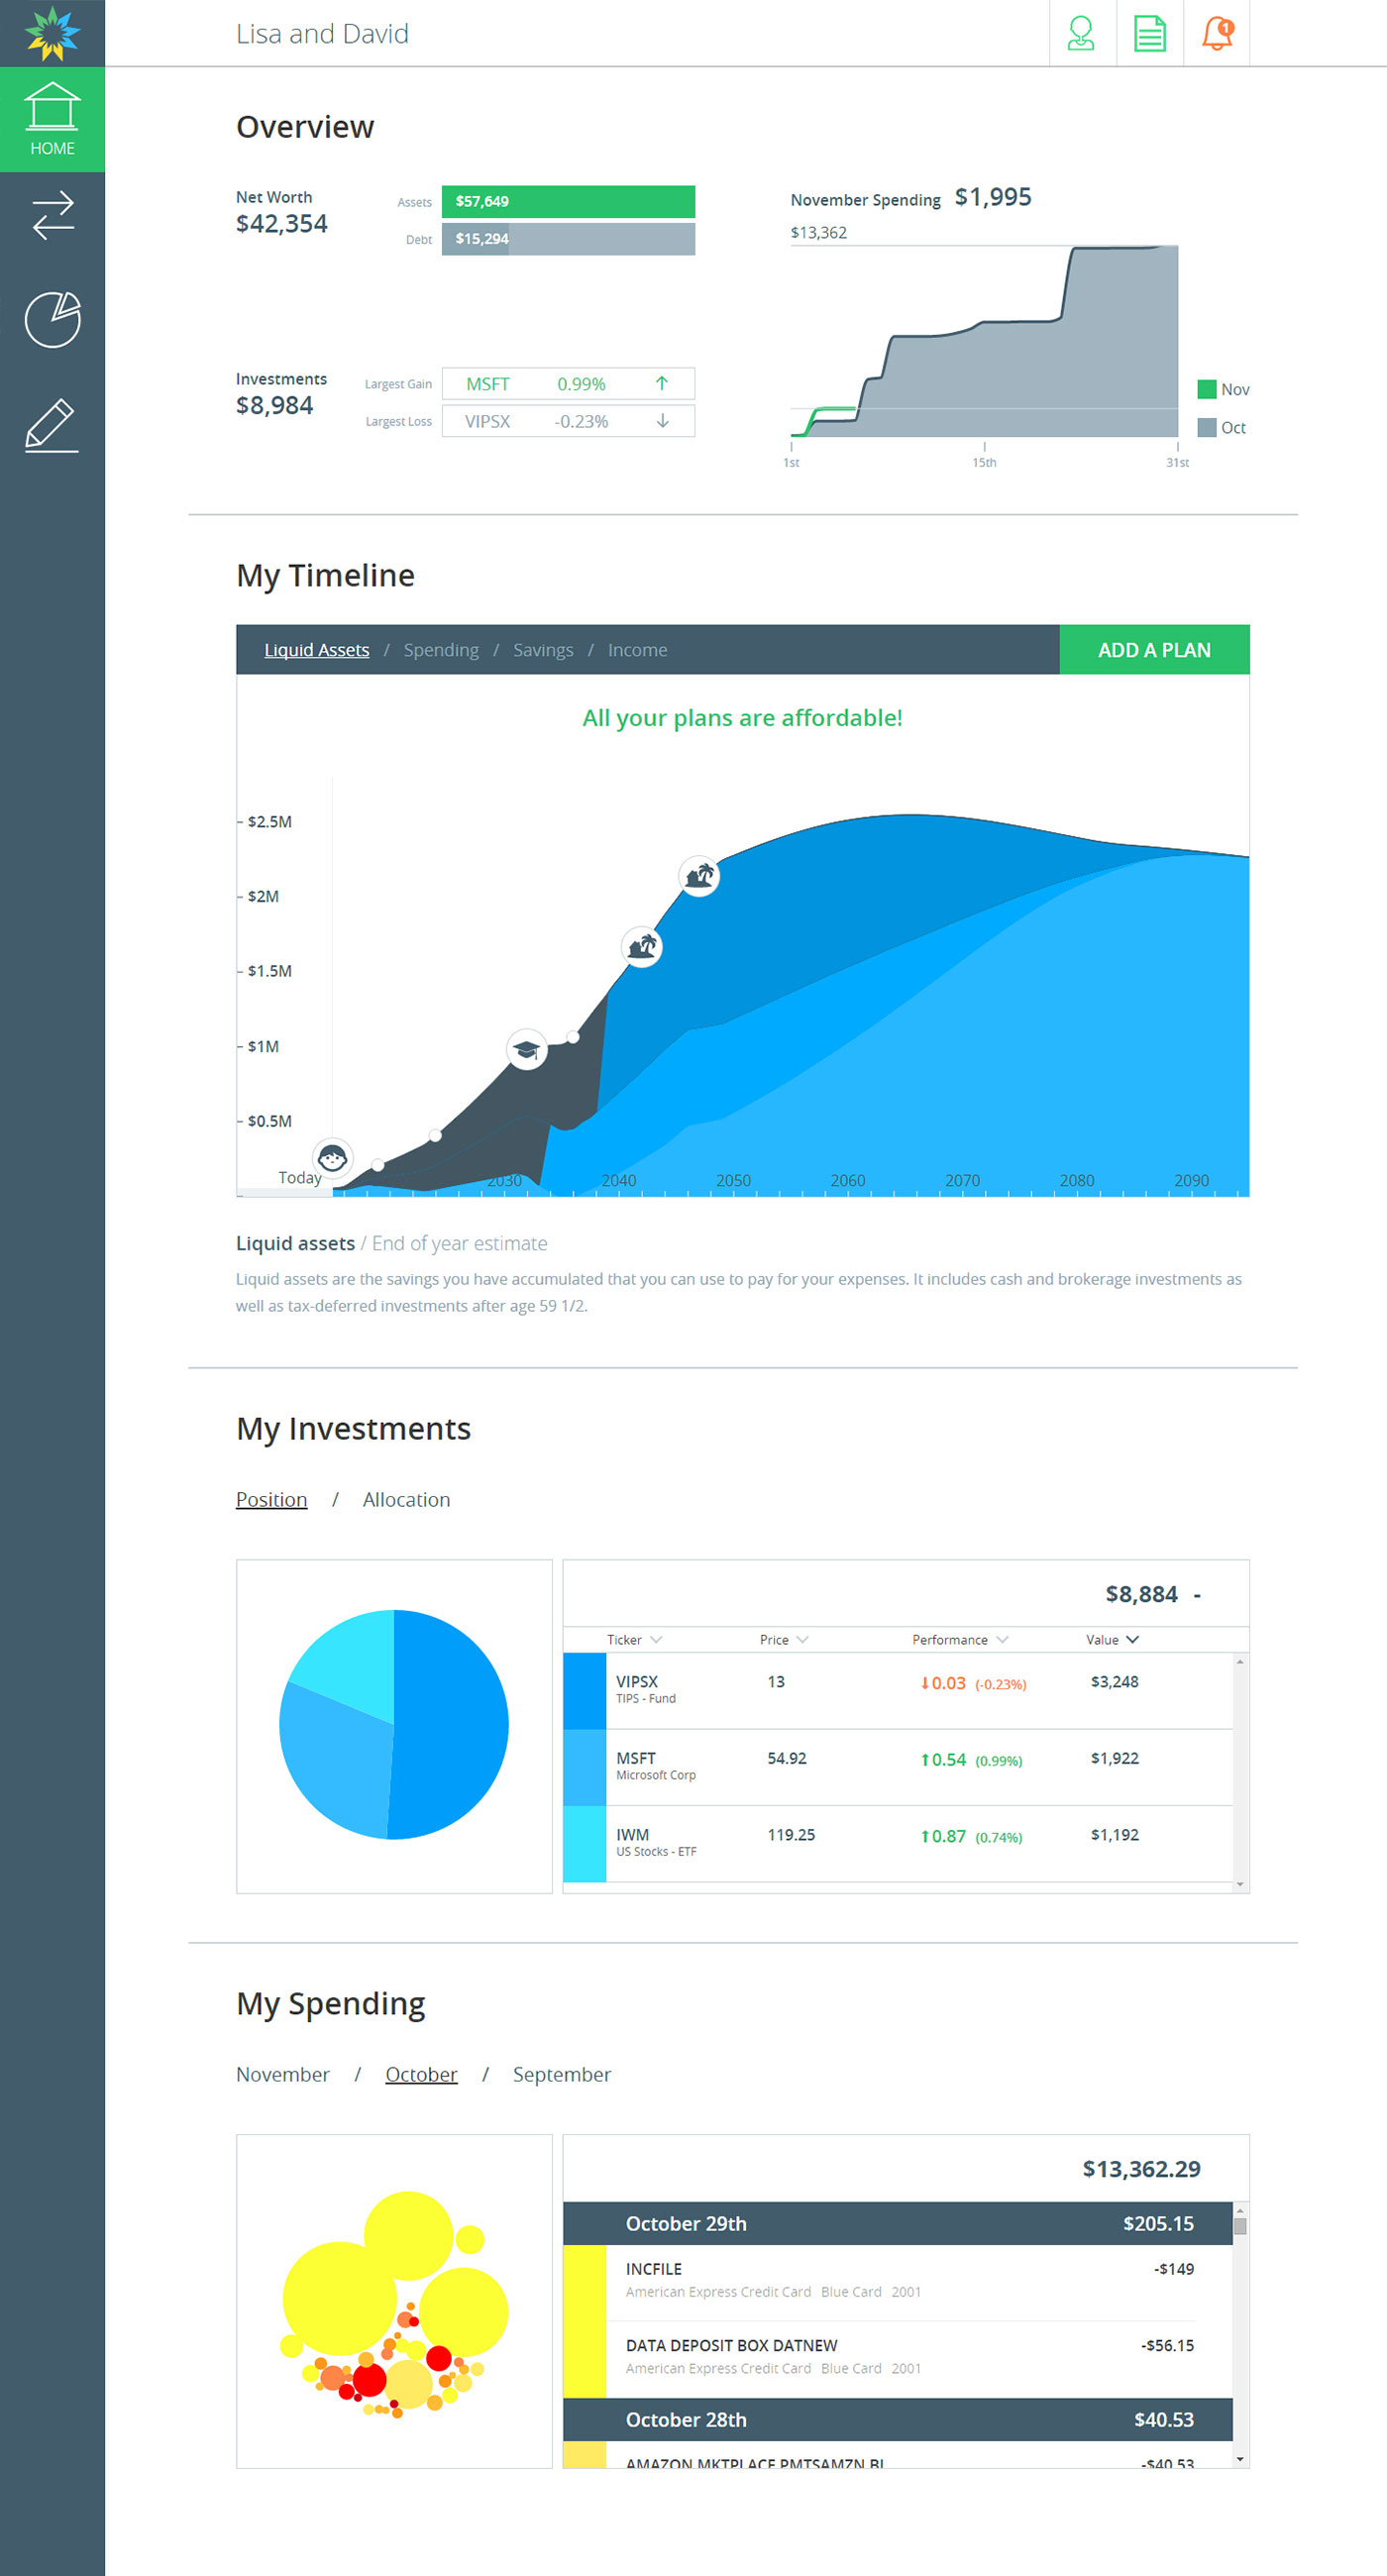 Lisa and David
1
HOME
Overview
Net Worth
$42,354
Assets $57,649
Debt $15,294
November Spending $1,995
$13,362
Investments
$8,984
Largest Gain MSFT 0.99%
Largest Loss VIPSX -0.23%
Nov
Oct
1st 15th 31st
My Timeline
Liquid Assets / Spending / Savings / Income
ADD A PLAN
All your plans are affordable!
$2.5M
$2M
$1.5M
$1M
$0.5M
Today 2030 2040 2050 2060 2070 2080 2090
Liquid assets / End of year estimate
Liquid assets are the savings you have accumulated that you can use to pay for your expenses. It includes cash and brokerage investments as
well as tax-deferred investments after age 59 1/2.
My Investments
Position / Allocation
$8,884 -
Ticker Price Performance Value
VIPSX 13 0.03 (-0.23%) $3,248
TIPS - Fund
MSFT 54.92 0.54 (0.99%) $1,922
Microsoft Corp
IWM 119.25 0.87 (0.74%) $1,192
US Stocks - ETF
My Spending
November / October / September
$13,362.29
October 29th $205.15
INCFILE -$149
American Express Credit Card Blue Card 2001
DATA DEPOSIT BOX DATNEW -$56.15
American Express Credit Card Blue Card 2001
October 28th $40.53
AMAZON MKTPLACE PMTSAMZN BI -$40.53